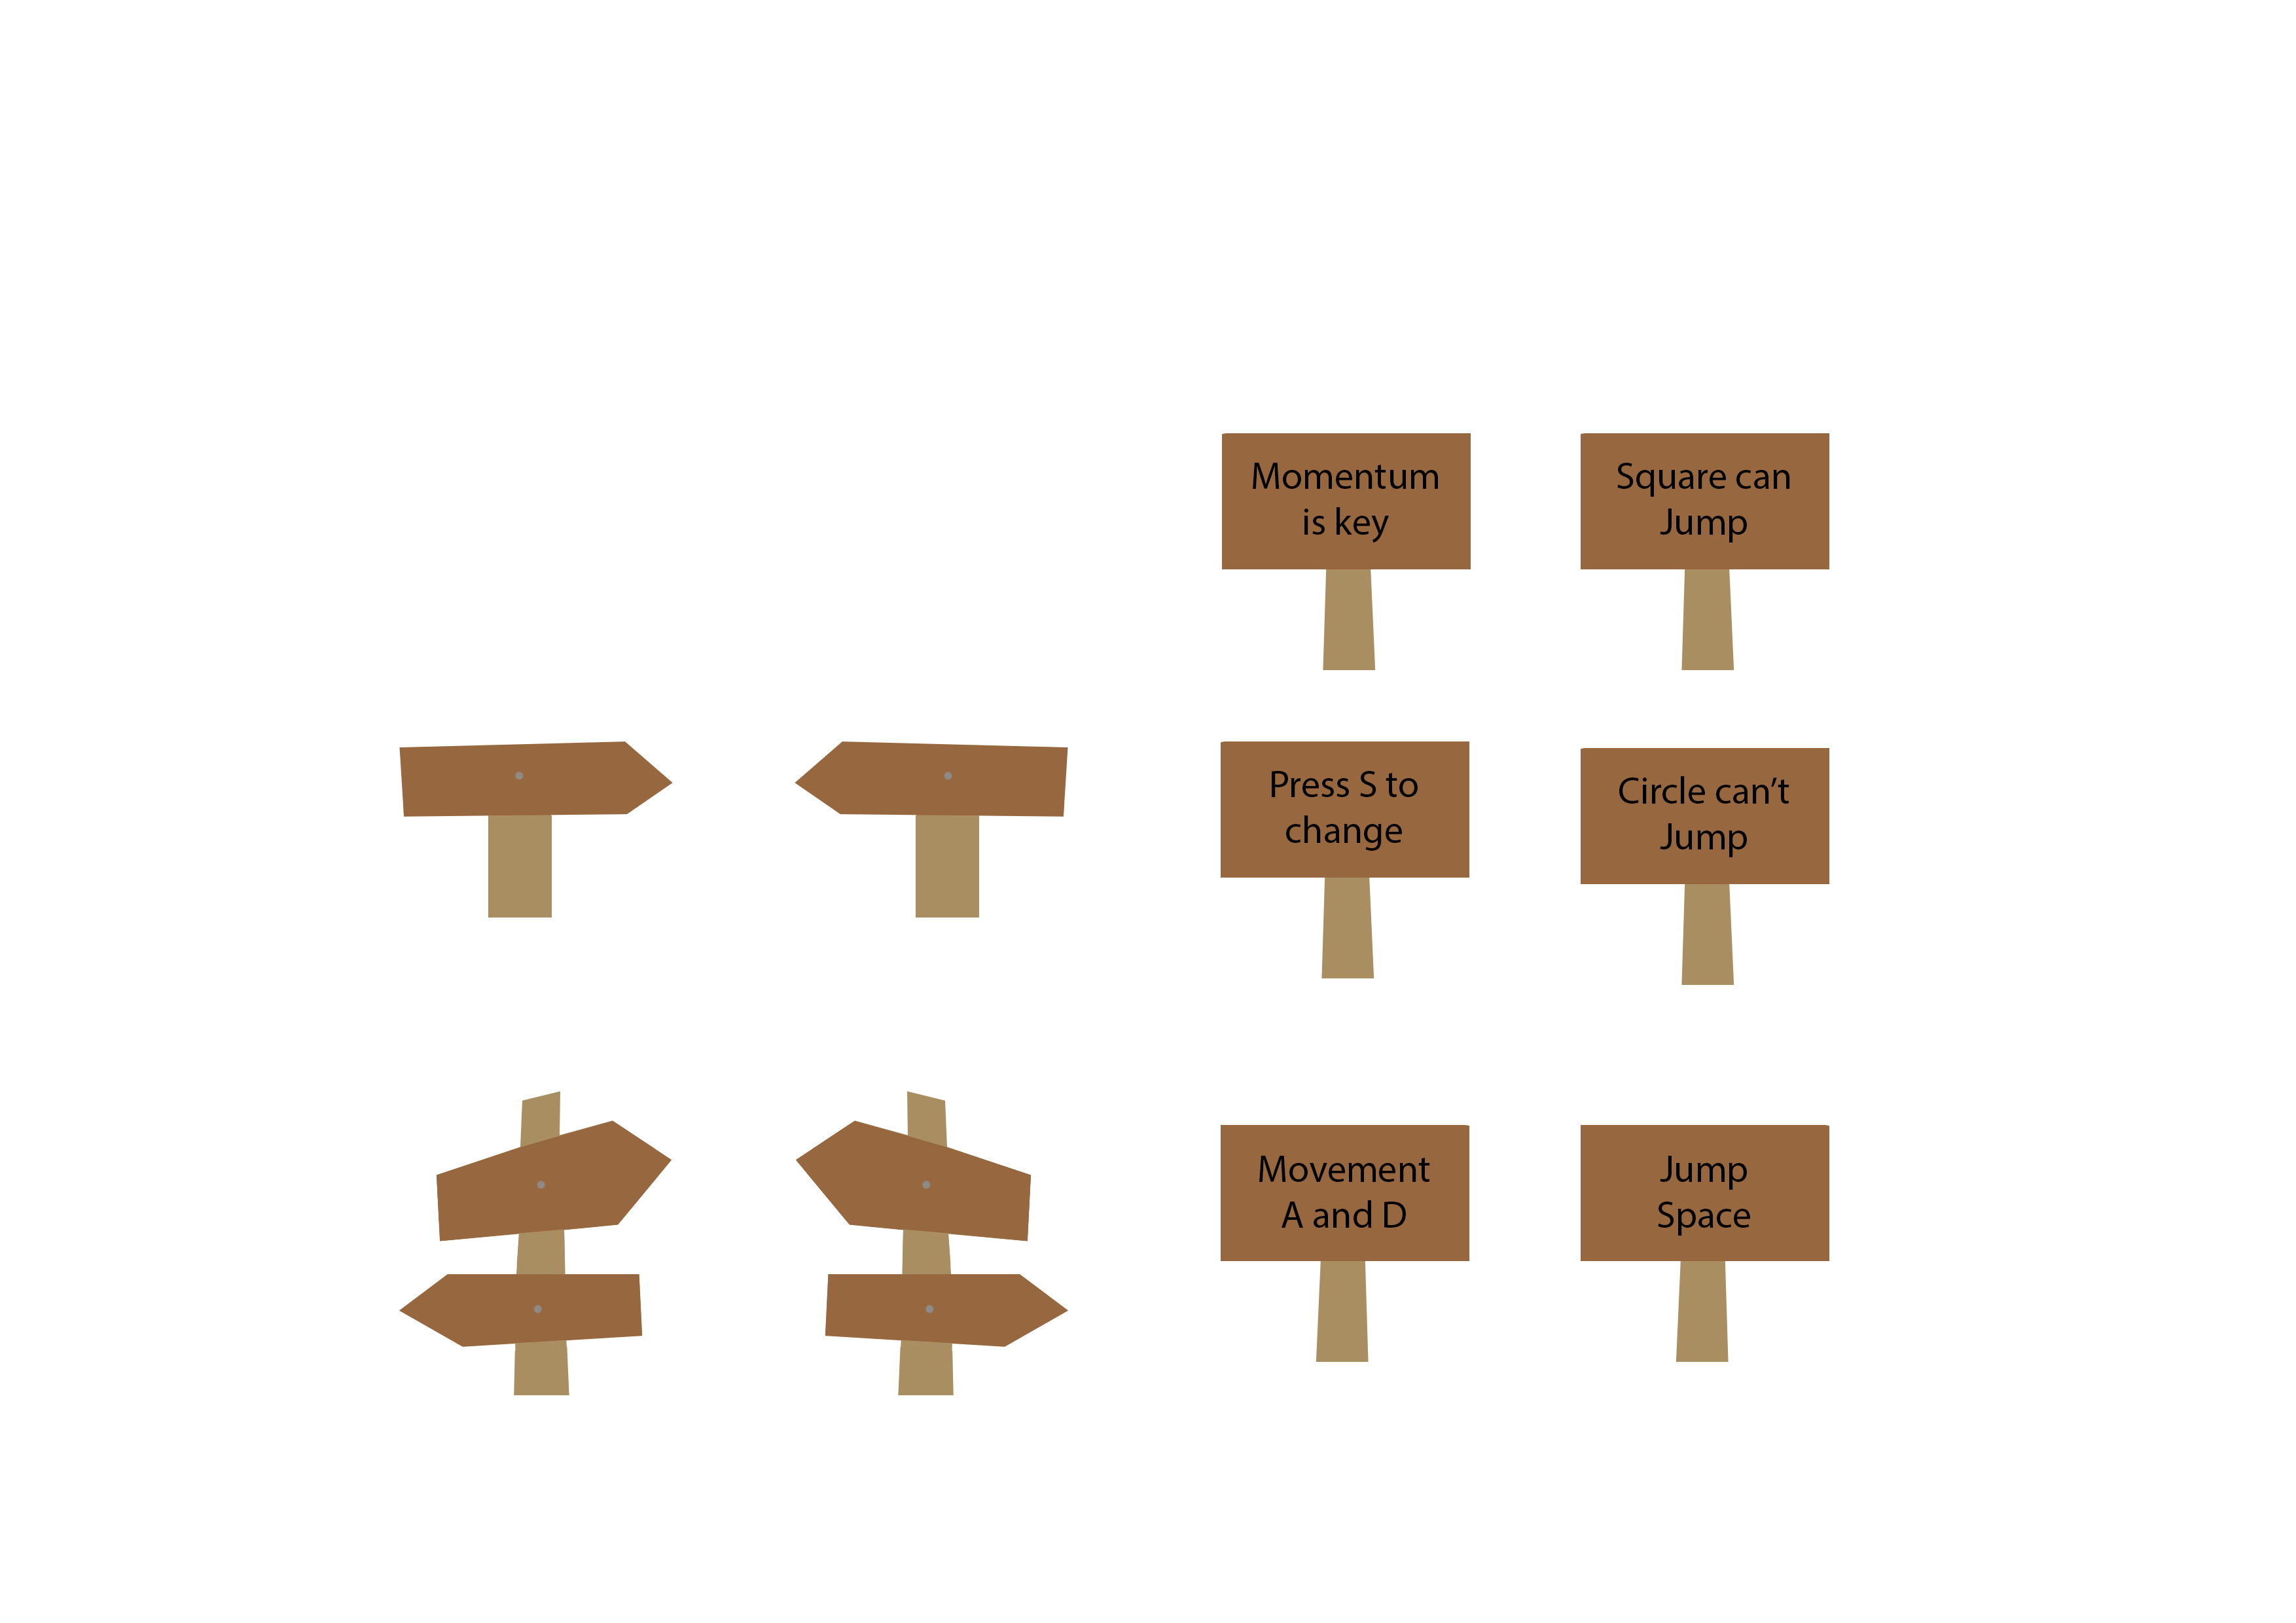 Momentum
is key
Square can
Jump
Press S to
change
Circle can’t
Jump
Movement
A and D
Jump
Space